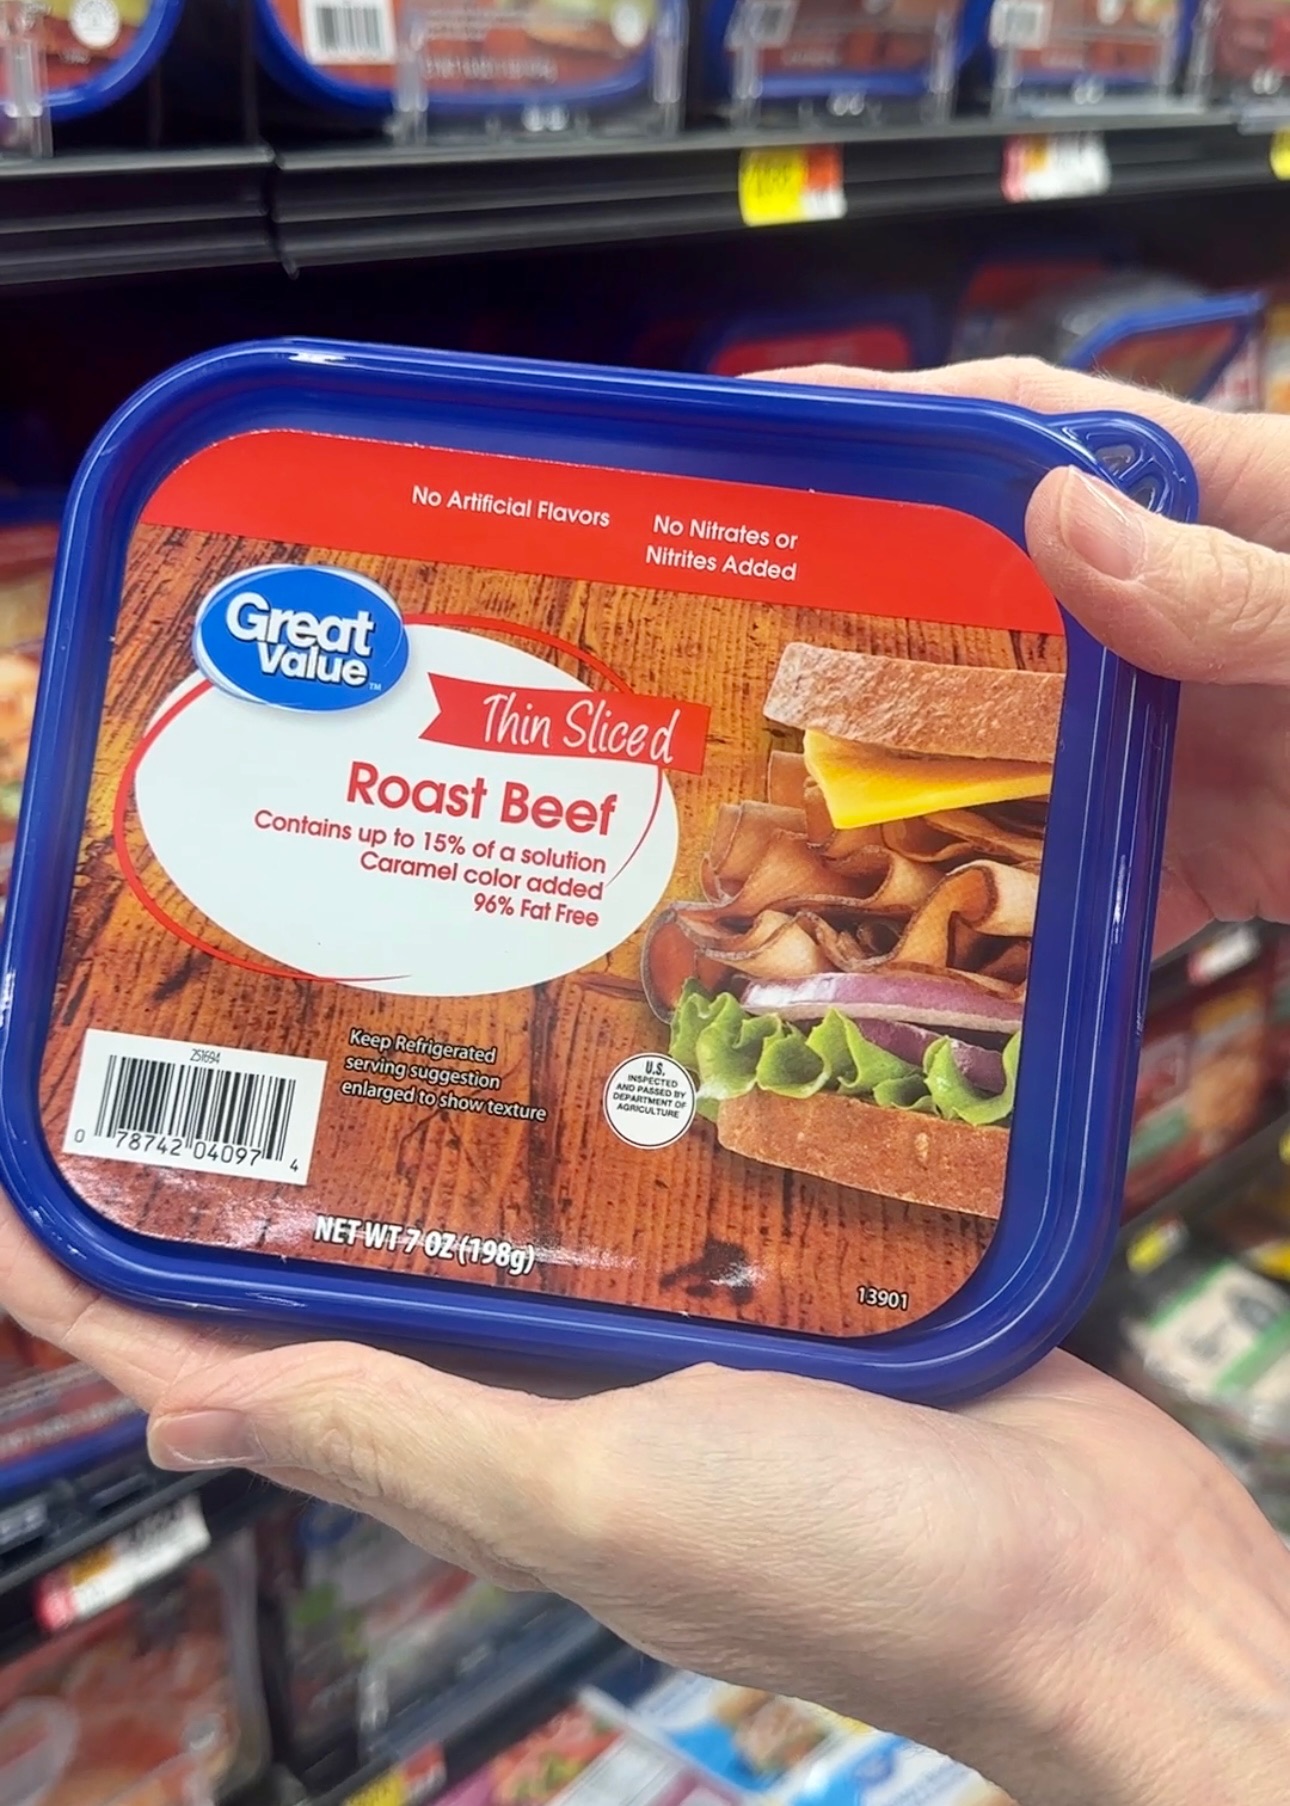 No Artificial Flavors
No Nitrates or
Nitrites Added
Great
Value™
Thin Sliced
Roast Beef
Contains up to 15% of a solution
Caramel color added
96% Fat Free
Keep Refrigerated
serving suggestion
enlarged to show texture
U.S.
INSPECTED
AND PASSED BY
DEPARTMENT OF
AGRICULTURE
251694
0 78742 04097 4
NET WT 7 OZ (198g)
13901